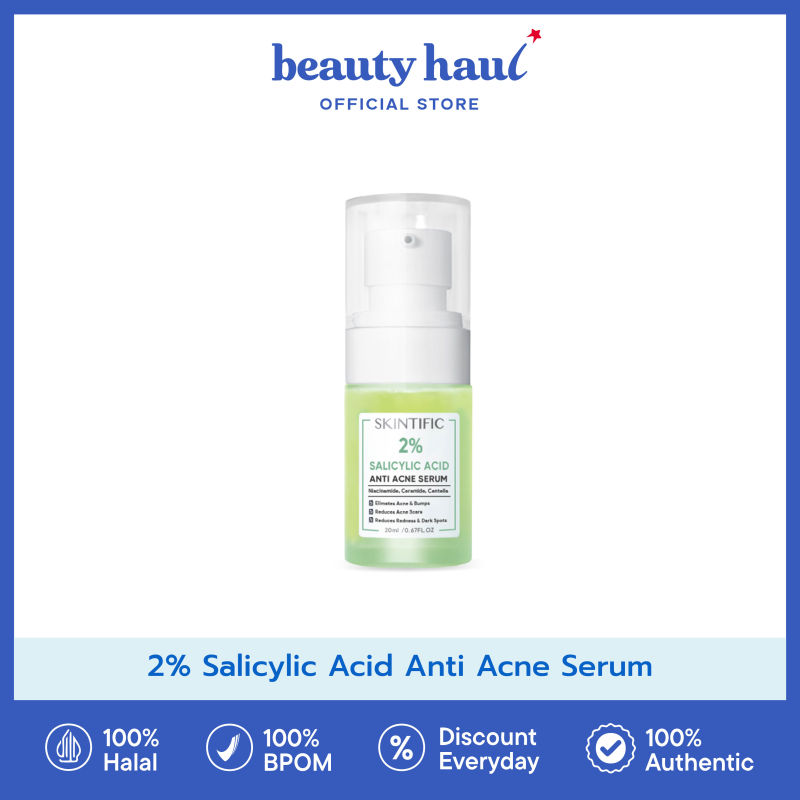 beauty haul
OFFICIAL STORE
SKINTIFIC
2%
SALICYLIC ACID
ANTI ACNE SERUM
Niacinamide, Ceramide, Centella
Elimates Acne & Bumps
Reduces Acne Scars
Reduces Redness & Dark Spots
20ml /0.67FL.OZ
2% Salicylic Acid Anti Acne Serum
100%
Halal
100%
BPOM
%
Discount
Everyday
100%
Authentic